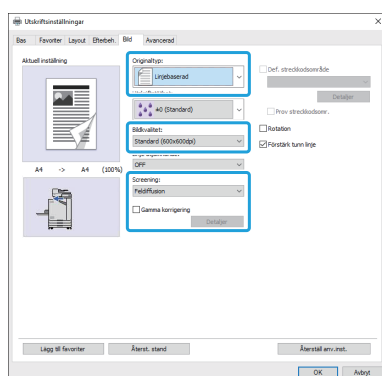 Utskriftsinställningar
Bas Favoriter Layout Efterbeh. Bild Avancerad
Aktuell inställning
A4 -> A4 (100%)
Originaltyp:
Linjebaserad
±0 (Standard)
Bildkvalitet:
Standard (600x600dpi)
OFF
Screening:
Feldiffusion
Gamma korrigering
Detaljer
Def. streckkodsområde
Detaljer
Prov streckkodsomr.
Rotation
Förstärk tunn linje
Lägg till favoriter
Återst. stand
Återställ anv.inst.
OK
Avbryt